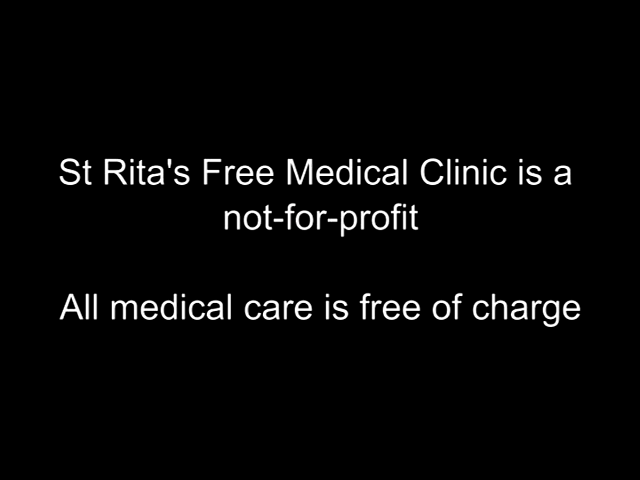 St Rita's Free Medical Clinic is a
not-for-profit
All medical care is free of charge